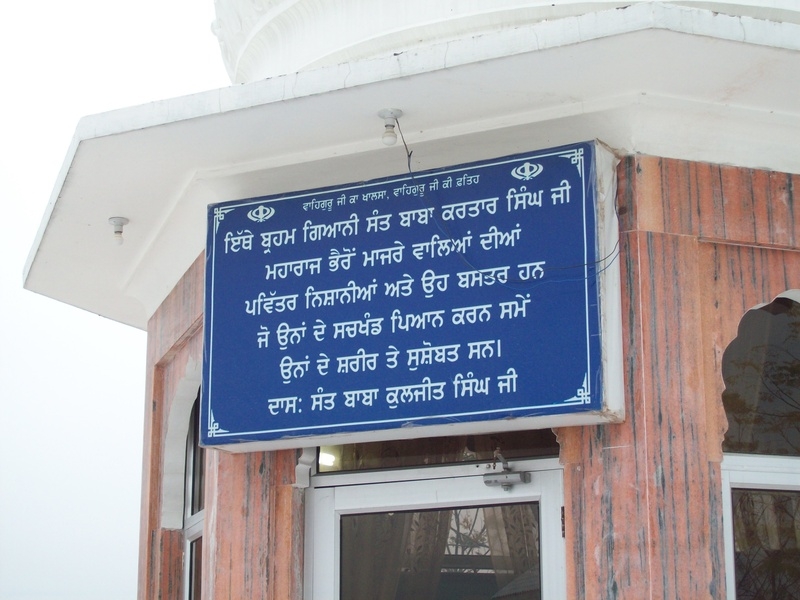 ਵਾਹਿਗੁਰੂ ਜੀ ਕਾ ਖਾਲਸਾ, ਵਾਹਿਗੁਰੂ ਜੀ ਕੀ ਫ਼ਤਿਹ
ਇੱਥੇ ਬ੍ਰਹਮ ਗਿਆਨੀ ਸੰਤ ਬਾਬਾ ਕਰਤਾਰ ਸਿੰਘ ਜੀ
ਮਹਾਰਾਜ ਭੈਰੋਂ ਮਾਜਰੇ ਵਾਲਿਆਂ ਦੀਆਂ
ਪਵਿੱਤਰ ਨਿਸ਼ਾਨੀਆਂ ਅਤੇ ਉਹ ਬਸਤਰ ਹਨ
ਜੋ ਉਨਾਂ ਦੇ ਸਚਖੰਡ ਪਿਆਨ ਕਰਨ ਸਮੇਂ
ਉਨਾਂ ਦੇ ਸ਼ਰੀਰ ਤੇ ਸੁਸ਼ੋਬਤ ਸਨ।
ਦਾਸ: ਸੰਤ ਬਾਬਾ ਕੁਲਜੀਤ ਸਿੰਘ ਜੀ